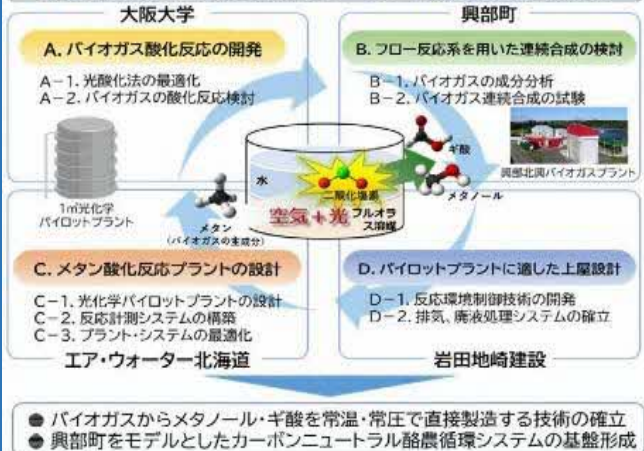 大阪大学
A. バイオガス酸化反応の開発
A-1. 光酸化法の最適化
A-2. バイオガスの酸化反応検討
1㎥光化学
パイロットプラント
興部町
B. フロー反応系を用いた連続合成の検討
B-1. バイオガスの成分分析
B-2. バイオガス連続合成の試験
興部北興バイオガスプラント
水
二酸化塩素
空気+光
フルオラ
ス溶媒
ギ酸
メタノール
メタン
(バイオガスの主成分)
C. メタン酸化反応プラントの設計
C-1. 光化学パイロットプラントの設計
C-2. 反応計測システムの構築
C-3. プラント・システムの最適化
エア・ウォーター北海道
D. パイロットプラントに適した上屋設計
D-1. 反応環境制御技術の開発
D-2. 排気、廃液処理システムの確立
岩田地崎建設
● バイオガスからメタノール・ギ酸を常温・常圧で直接製造する技術の確立
● 興部町をモデルとしたカーボンニュートラル酪農循環システムの基盤形成